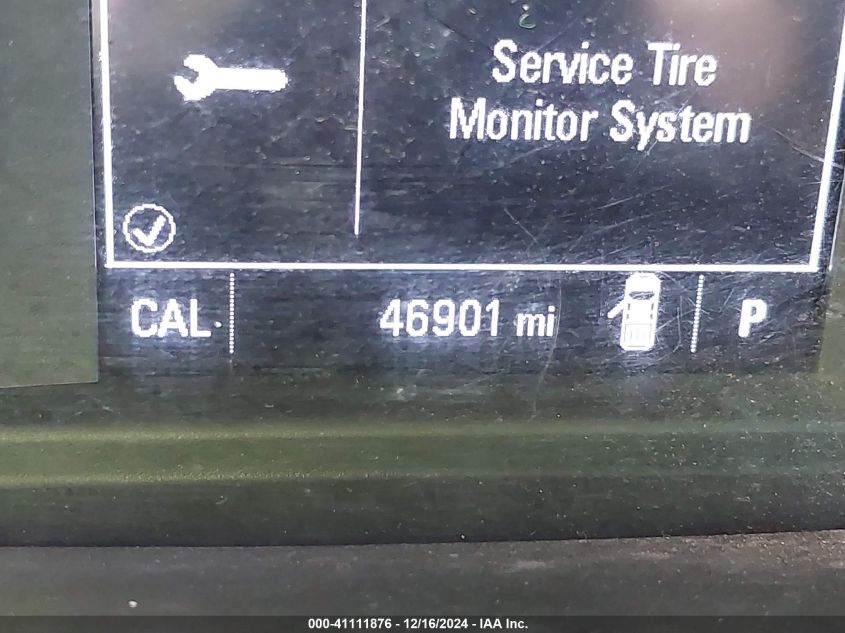 Service Tire
Monitor System
CAL
46901 mi
P
000-41111876 - 12/16/2024 - IAA Inc.